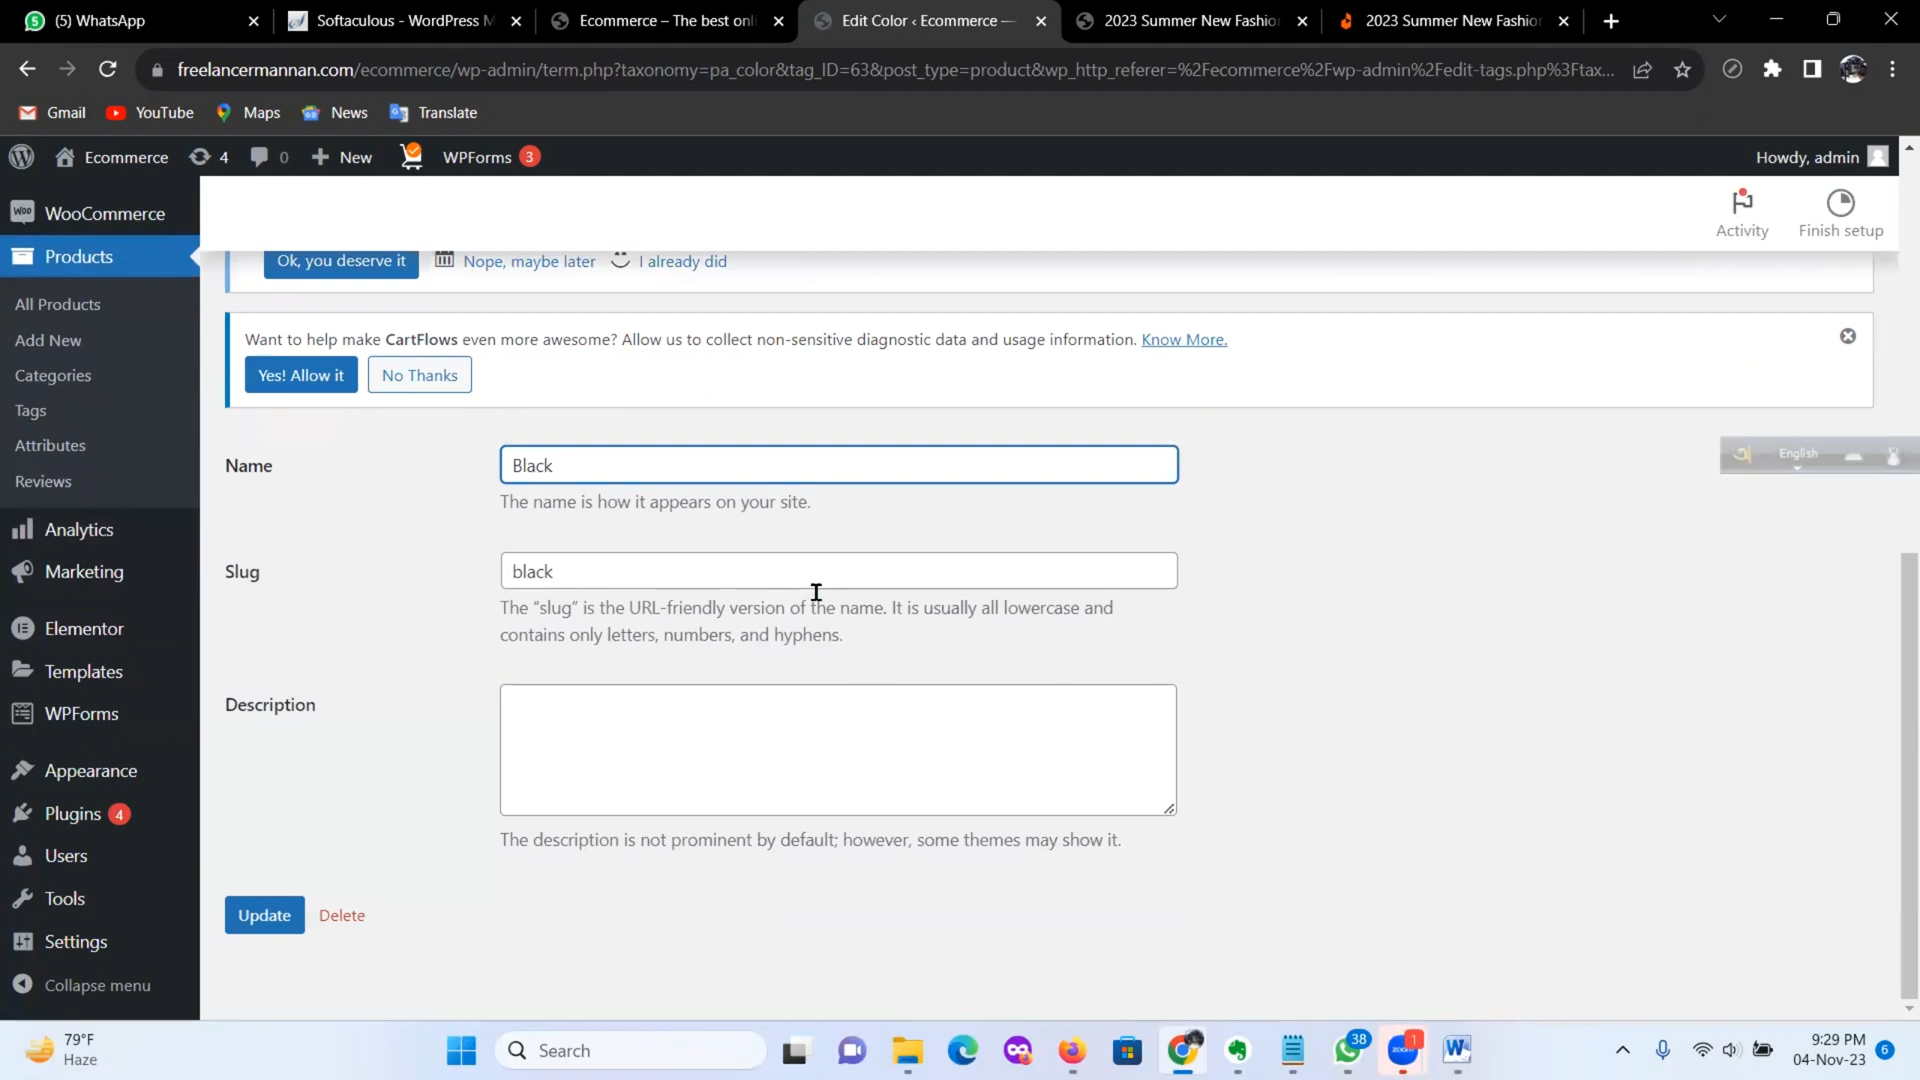 (5) WhatsApp
Softaculous - WordPress M
Ecommerce – The best onl
Edit Color ‹ Ecommerce —
2023 Summer New Fashion
2023 Summer New Fashion
freelancermannan.com/ecommerce/wp-admin/term.php?taxonomy=pa_color&tag_ID=63&post_type=product&wp_http_referer=%2Fecommerce%2Fwp-admin%2Fedit-tags.php%3Ftax...
Gmail
YouTube
Maps
News
Translate
Ecommerce
4
0
New
WPForms 3
Howdy, admin
Woo WooCommerce
Activity
Finish setup
Products
Ok, you deserve it
Nope, maybe later
I already did
All Products
Add New
Categories
Tags
Attributes
Reviews
Want to help make CartFlows even more awesome? Allow us to collect non-sensitive diagnostic data and usage information. Know More.
Yes! Allow it
No Thanks
English
Name
Black
The name is how it appears on your site.
Analytics
Marketing
Slug
black
The “slug” is the URL-friendly version of the name. It is usually all lowercase and
contains only letters, numbers, and hyphens.
Elementor
Templates
WPForms
Description
The description is not prominent by default; however, some themes may show it.
Appearance
Plugins 4
Users
Tools
Settings
Collapse menu
Update
Delete
79°F
Haze
Search
38
zoom
1
W
9:29 PM
04-Nov-23
6